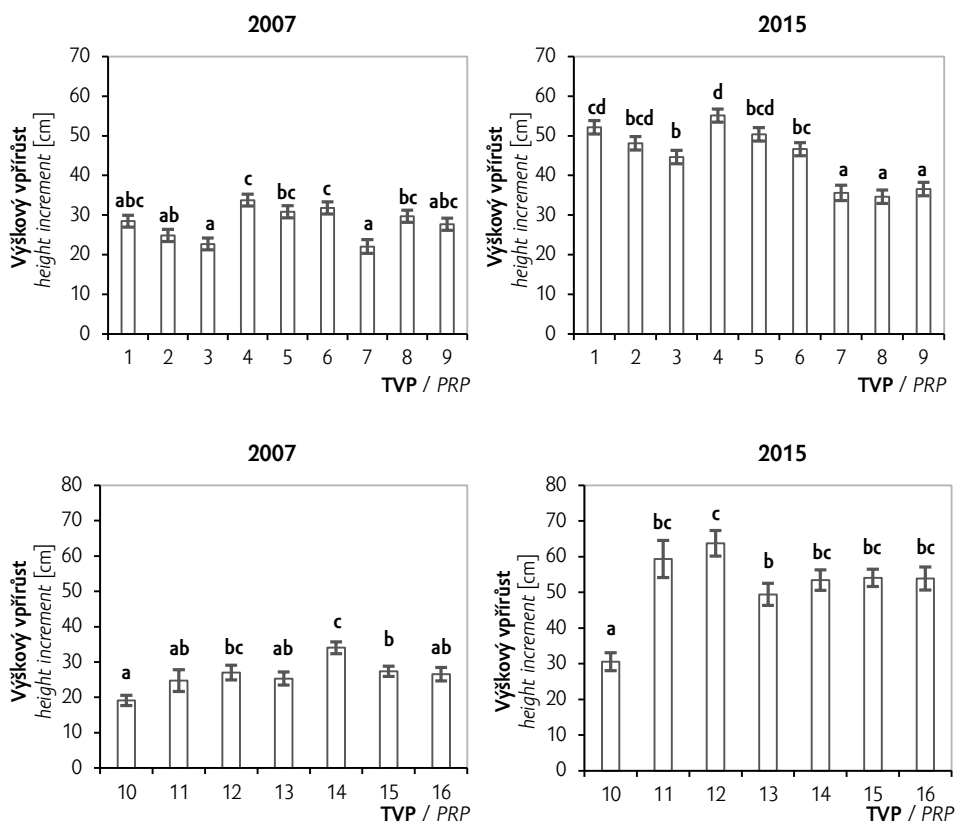 2007
Výškový vpřírůst
height increment [cm]
70
60
50
40
30
20
10
0
abc ab a c bc c a bc abc
1 2 3 4 5 6 7 8 9
TVP / PRP
2015
Výškový vpřírůst
height increment [cm]
70
60
50
40
30
20
10
0
cd bcd b d bcd bc a a a
1 2 3 4 5 6 7 8 9
TVP / PRP
2007
Výškový vpřírůst
height increment [cm]
80
70
60
50
40
30
20
10
0
a ab bc ab c b ab
10 11 12 13 14 15 16
TVP / PRP
2015
Výškový vpřírůst
height increment [cm]
80
70
60
50
40
30
20
10
0
a bc c b bc bc bc
10 11 12 13 14 15 16
TVP / PRP